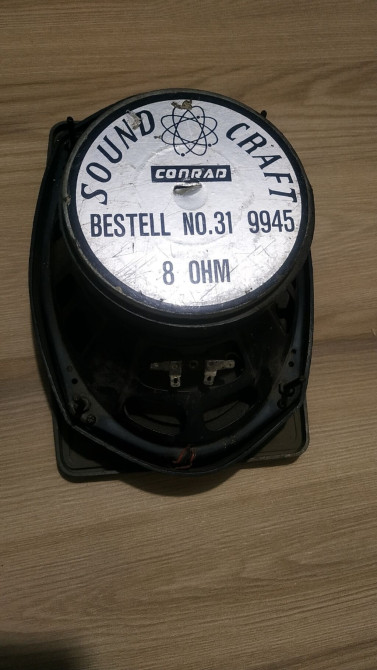 SOUND CRAFT
CONRAD
BESTELL NO.31 9945
8 OHM